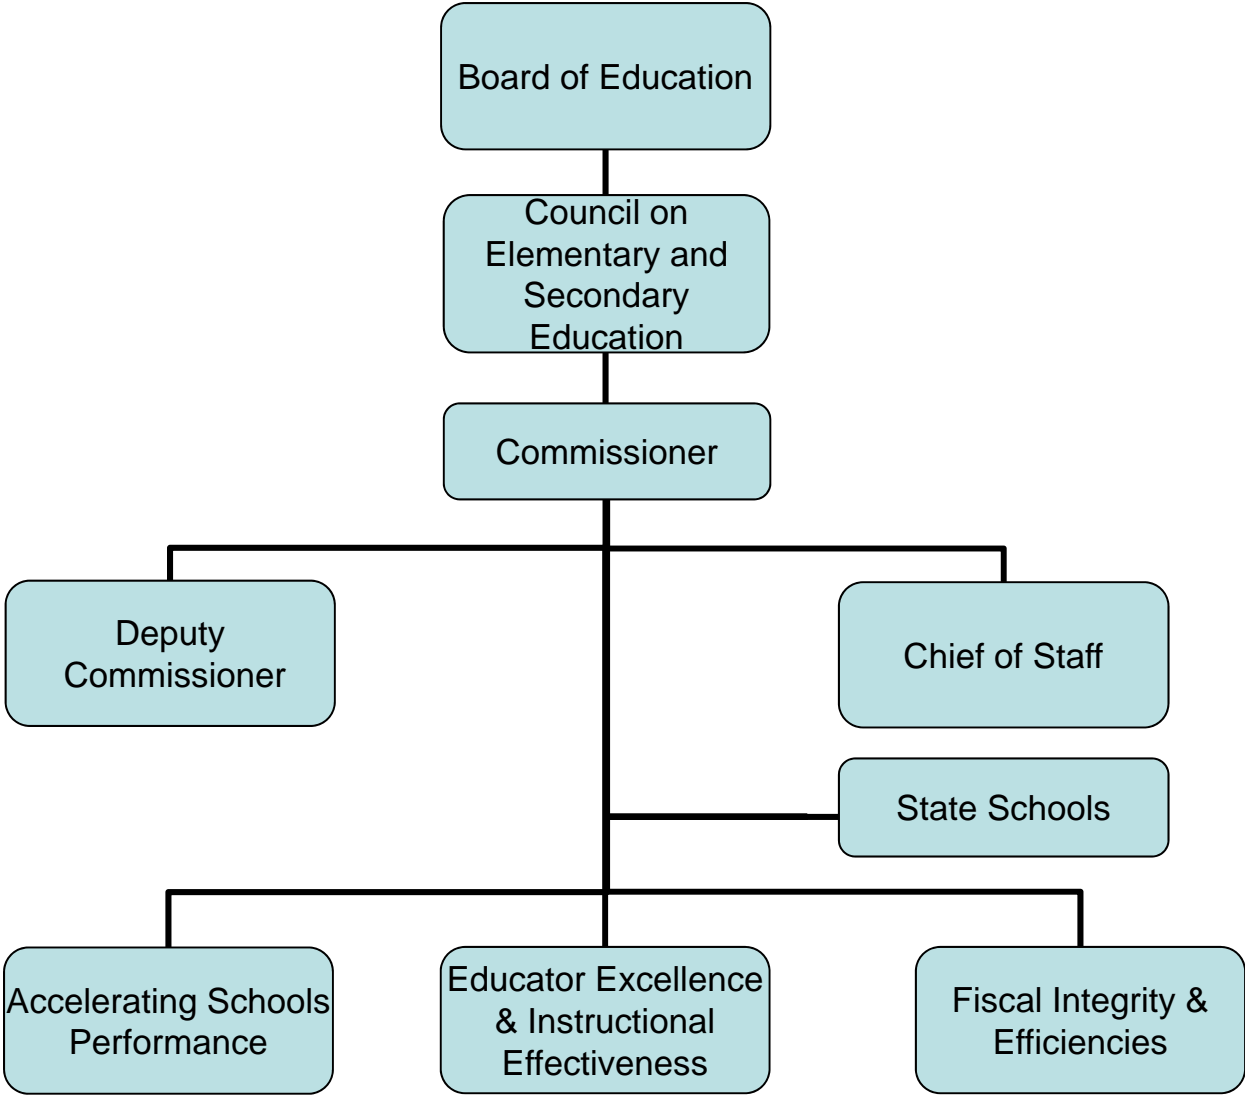 Board of Education
Council on
Elementary and
Secondary
Education
Commissioner
Deputy
Commissioner
Chief of Staff
State Schools
Accelerating Schools
Performance
Educator Excellence
& Instructional
Effectiveness
Fiscal Integrity &
Efficiencies